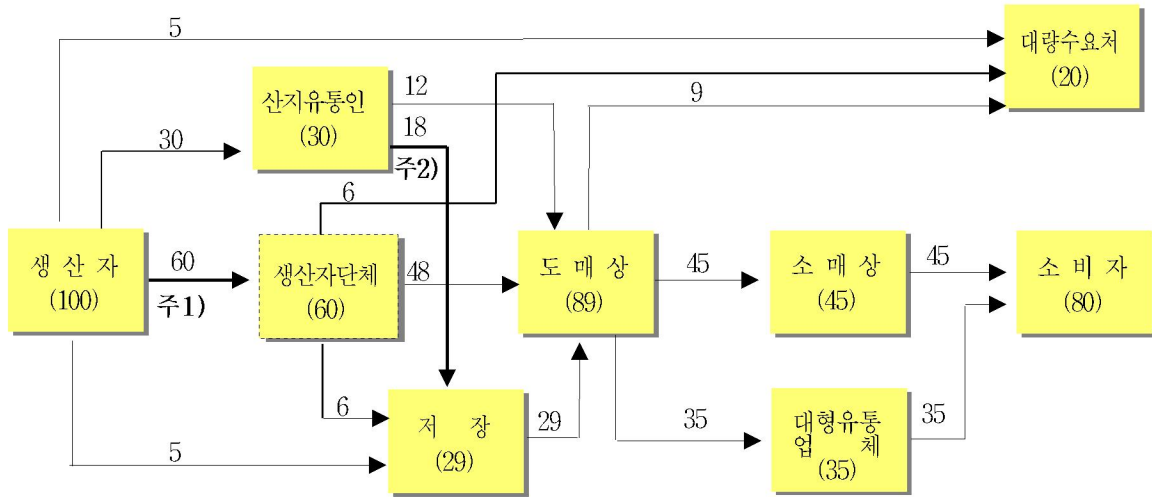 5
대량수요처
(20)
산지유통인
(30)
12
9
18
주2)
30
6
생 산 자
(100)
60
주1)
생산자단체
(60)
48
도 매 상
(89)
45
소 매 상
(45)
45
소 비 자
(80)
6
저 장
(29)
29
35
대형유통
업 체
(35)
35
5